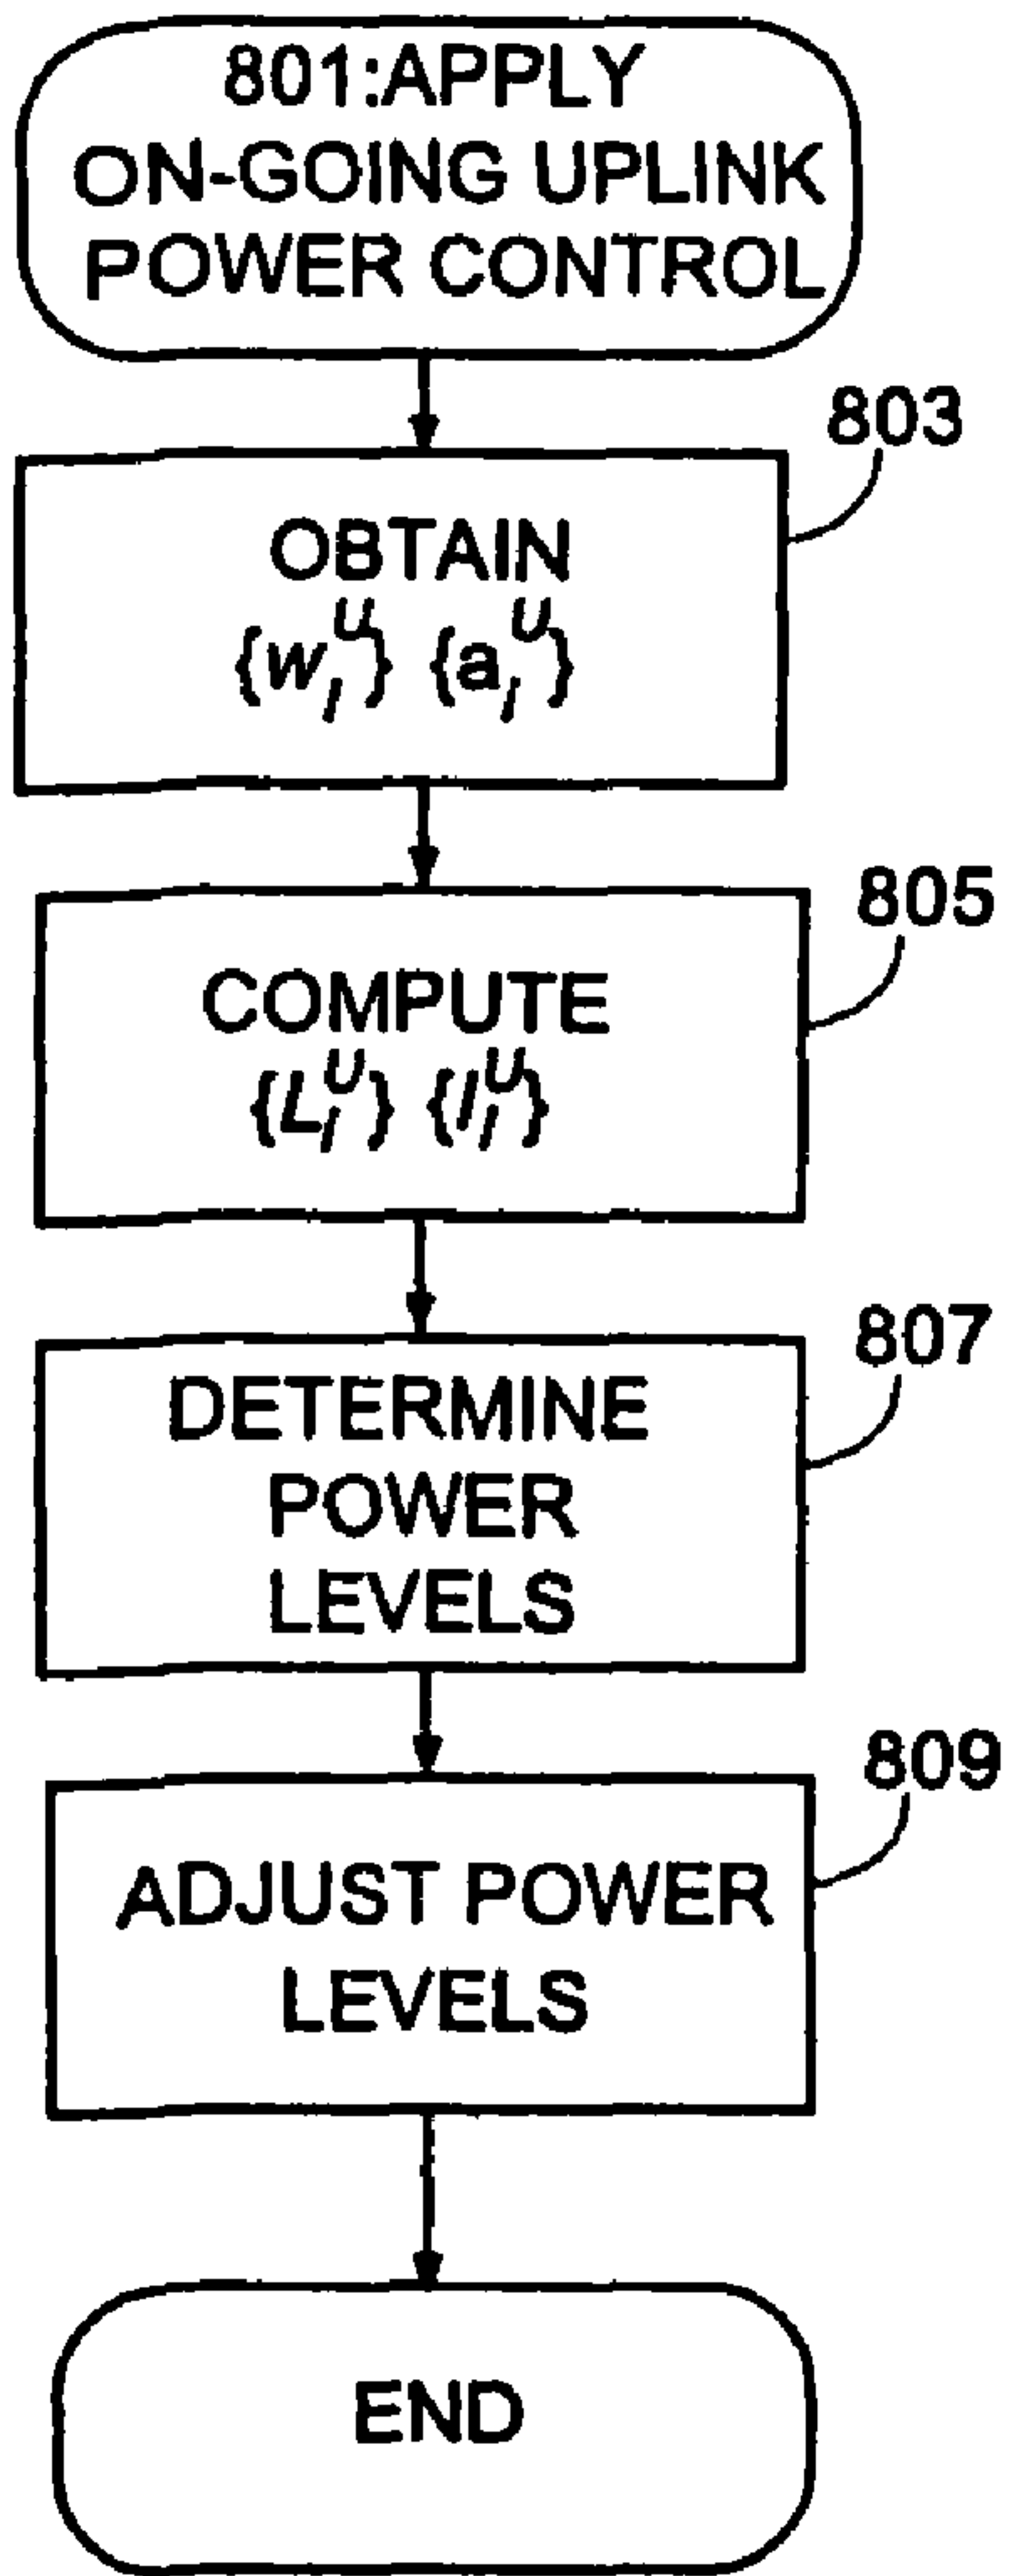 801:APPLY
ON-GOING UPLINK
POWER CONTROL
803
OBTAIN
{w_i^U} {a_i^U}
805
COMPUTE
{L_i^U} {I_i^U}
807
DETERMINE
POWER
LEVELS
809
ADJUST POWER
LEVELS
END